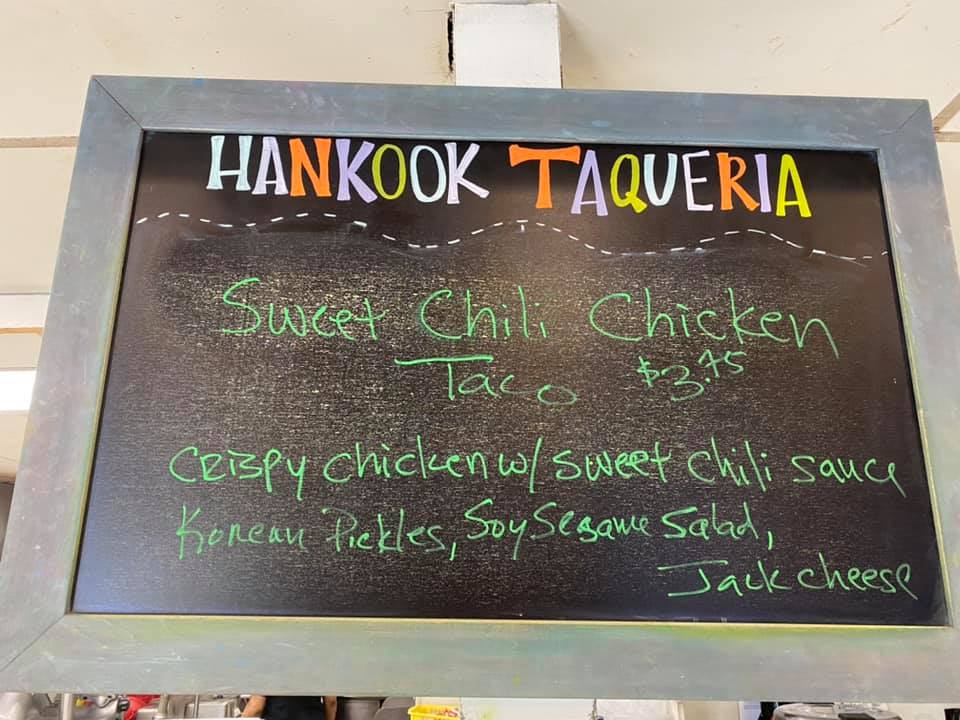 HANKOOK TAQUERIA
Sweet Chili Chicken
Taco $3.75
Crispy chicken w/ sweet chili sauce
Korean Pickles, Soy Sesame Salad,
Jack cheese